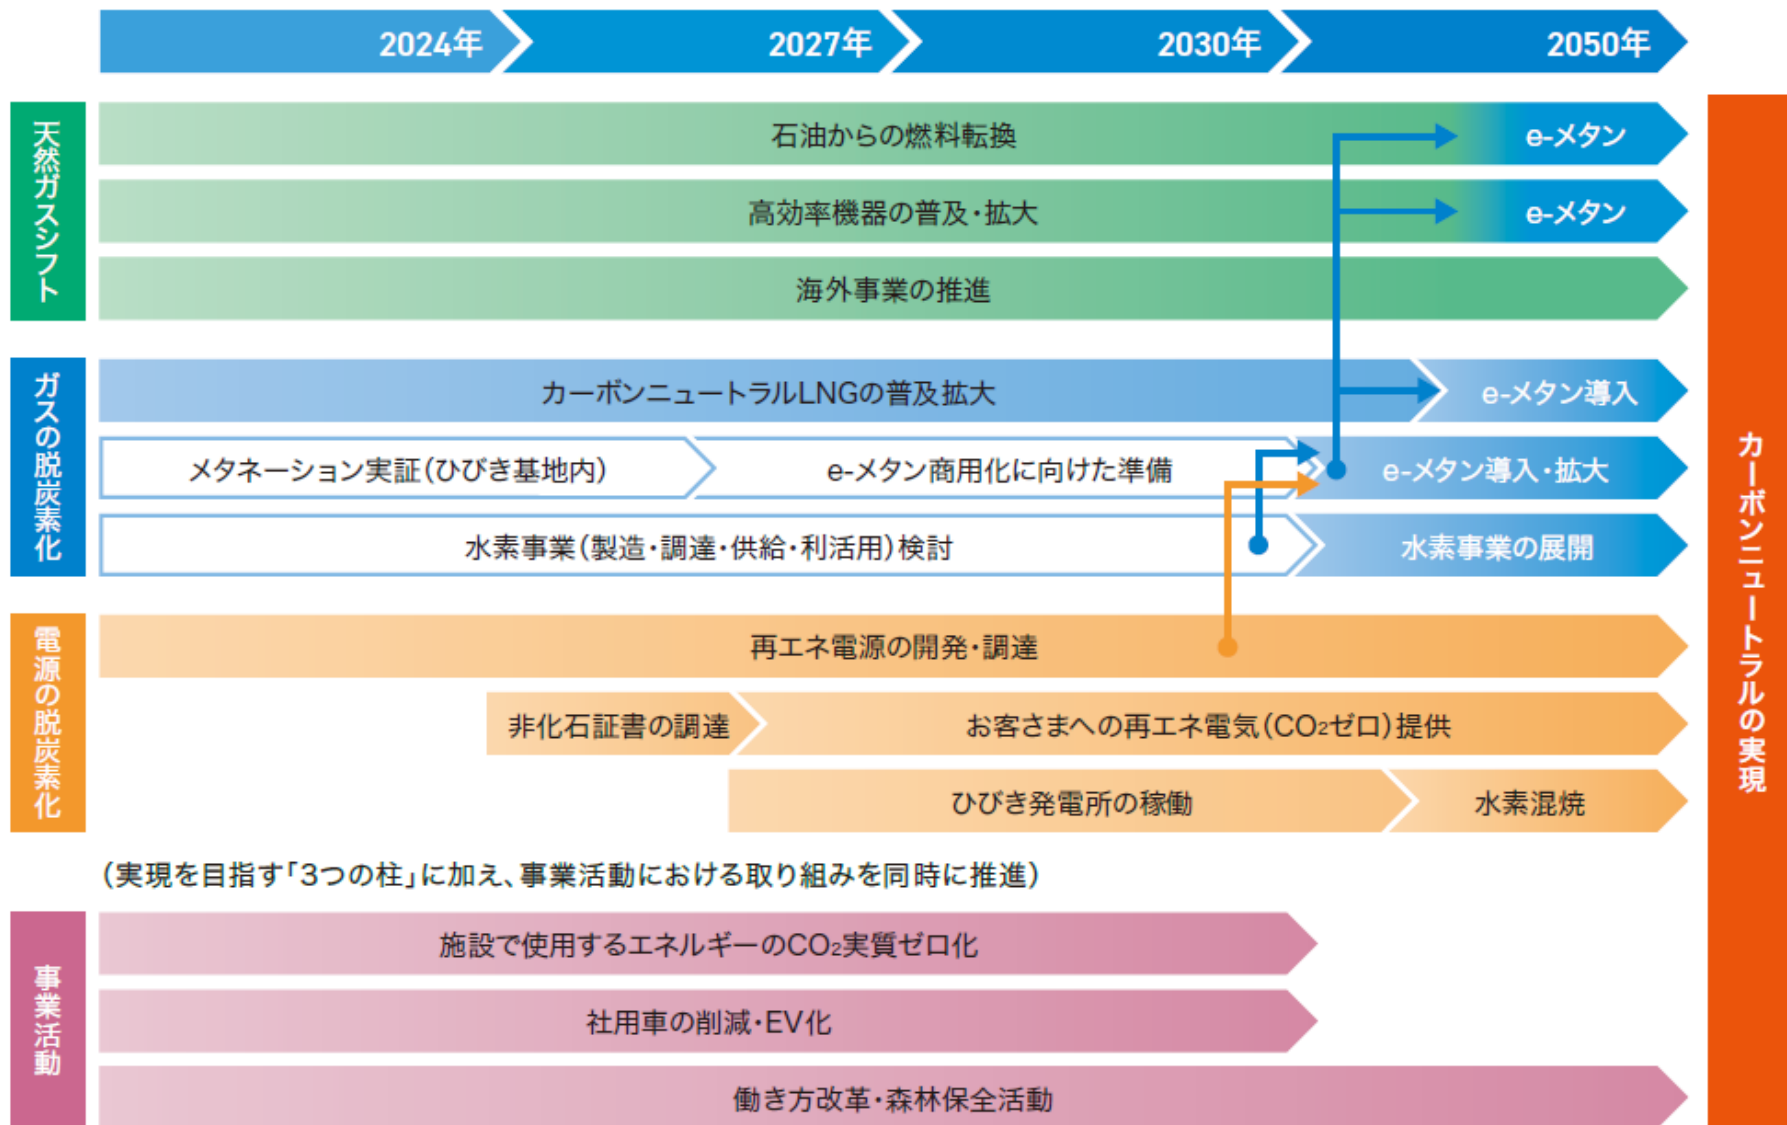 2024年
2027年
2030年
2050年
天然ガスシフト
石油からの燃料転換
e-メタン
高効率機器の普及・拡大
e-メタン
海外事業の推進
ガスの脱炭素化
カーボンニュートラルLNGの普及拡大
e-メタン導入
メタネーション実証(ひびき基地内)
e-メタン商用化に向けた準備
e-メタン導入・拡大
水素事業(製造・調達・供給・利活用)検討
水素事業の展開
電源の脱炭素化
再エネ電源の開発・調達
非化石証書の調達
お客さまへの再エネ電気(CO₂ゼロ)提供
ひびき発電所の稼働
水素混焼
(実現を目指す「3つの柱」に加え、事業活動における取り組みを同時に推進)
事業活動
施設で使用するエネルギーのCO₂実質ゼロ化
社用車の削減・EV化
働き方改革・森林保全活動
カーボンニュートラルの実現